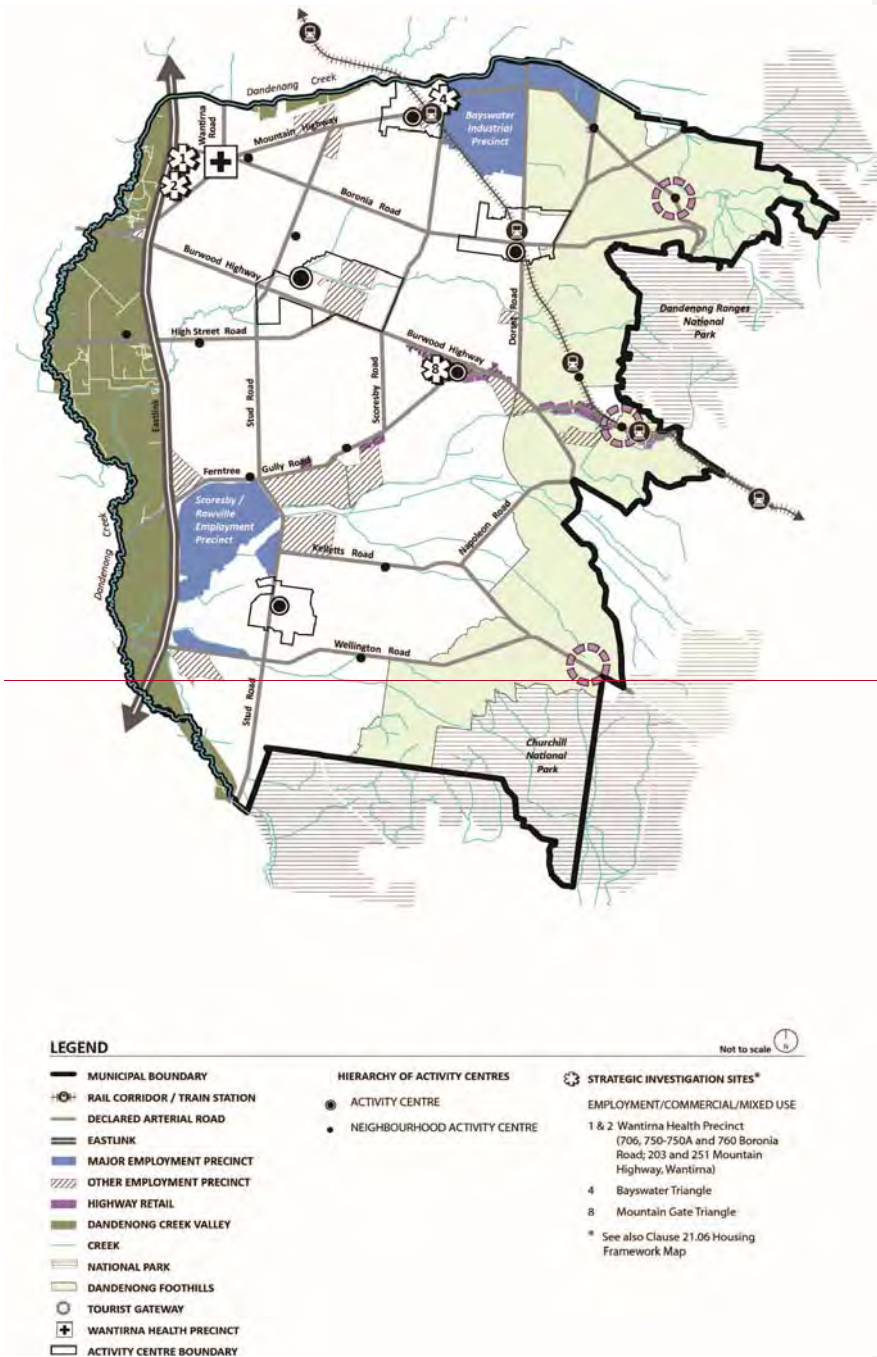 Dandenong Creek
Wantirna
Road
Mountain Highway
4
Bayswater
Industrial
Precinct
1
2
Boronia Road
Burwood Highway
Dorset Road
Dandenong Ranges
National
Park
High Street Road
Burwood Highway
8
Eastlink
Stud Road
Scoresby Road
Ferntree Gully Road
Scoresby /
Rowville
Employment
Precinct
Dandenong Creek
Napoleon Road
Kelletts Road
Wellington Road
Stud Road
Churchill
National
Park
LEGEND
Not to scale
N
MUNICIPAL BOUNDARY
RAIL CORRIDOR / TRAIN STATION
DECLARED ARTERIAL ROAD
EASTLINK
MAJOR EMPLOYMENT PRECINCT
OTHER EMPLOYMENT PRECINCT
HIGHWAY RETAIL
DANDENONG CREEK VALLEY
CREEK
NATIONAL PARK
DANDENONG FOOTHILLS
TOURIST GATEWAY
WANTIRNA HEALTH PRECINCT
ACTIVITY CENTRE BOUNDARY
HIERARCHY OF ACTIVITY CENTRES
ACTIVITY CENTRE
NEIGHBOURHOOD ACTIVITY CENTRE
STRATEGIC INVESTIGATION SITES*
EMPLOYMENT/COMMERCIAL/MIXED USE
1 & 2 Wantirna Health Precinct
(706, 750-750A and 760 Boronia
Road; 203 and 251 Mountain
Highway, Wantirna)
4 Bayswater Triangle
8 Mountain Gate Triangle
* See also Clause 21.06 Housing
Framework Map